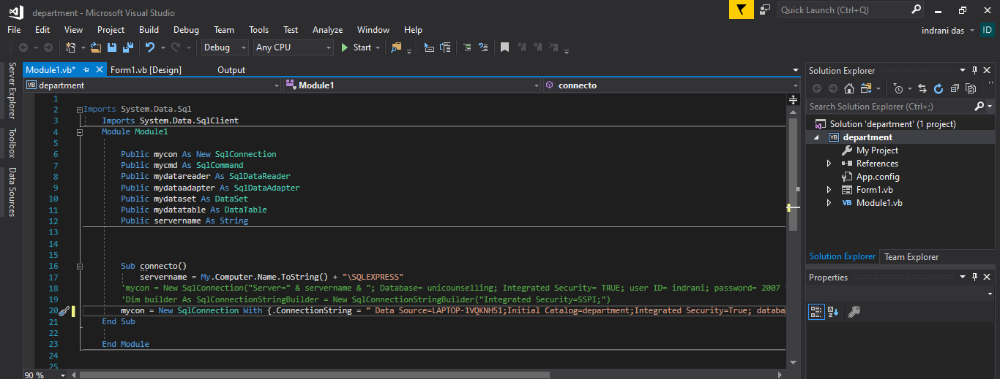 department - Microsoft Visual Studio
Quick Launch (Ctrl+Q)
File Edit View Project Build Debug Team Tools Test Analyze Window Help
indrani das ID
Debug Any CPU Start
Server Explorer
Toolbox
Data Sources
Module1.vb* Form1.vb [Design] Output
VB department Module1 connecto
1
2 Imports System.Data.Sql
3 Imports System.Data.SqlClient
4 Module Module1
5
6 Public mycon As New SqlConnection
7 Public mycmd As SqlCommand
8 Public mydatareader As SqlDataReader
9 Public mydataadapter As SqlDataAdapter
10 Public mydataset As DataSet
11 Public mydatatable As DataTable
12 Public servername As String
13
14
15
16 Sub connecto()
17 servername = My.Computer.Name.ToString() + "\SQLEXPRESS"
18 'mycon = New SqlConnection("Server=" & servername & "; Database= unicounselling; Integrated Security= TRUE; user ID= indrani; password= 2007
19 'Dim builder As SqlConnectionStringBuilder = New SqlConnectionStringBuilder("Integrated Security=SSPI;")
20 mycon = New SqlConnection With {.ConnectionString = " Data Source=LAPTOP-1VQKNH51;Initial Catalog=department;Integrated Security=True; databa
21 End Sub
22
23 End Module
24
25
90 %
Solution Explorer
Search Solution Explorer (Ctrl+;)
Solution 'department' (1 project)
VB department
My Project
References
App.config
Form1.vb
VB Module1.vb
Solution Explorer Team Explorer
Properties